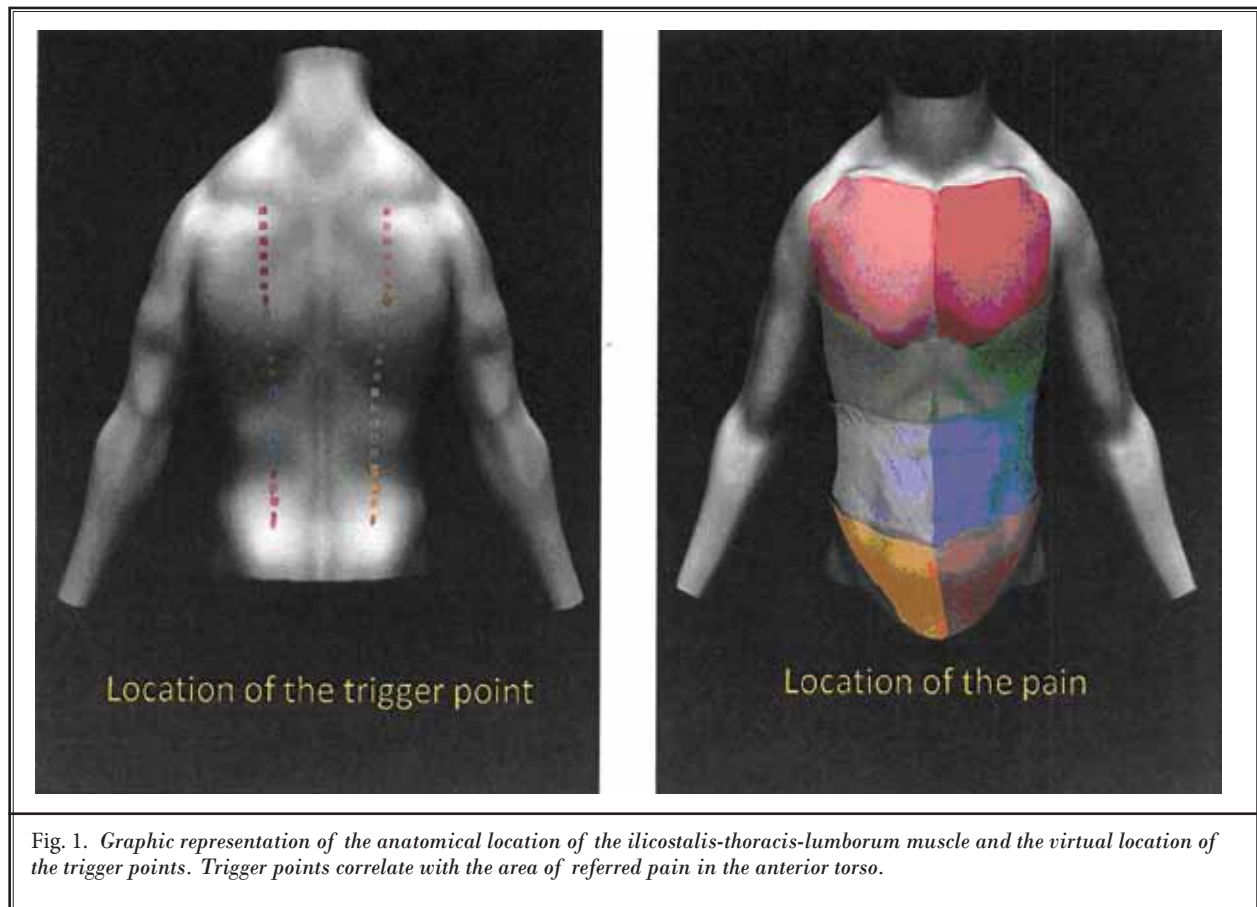 Location of the trigger point
Location of the pain
Fig. 1. Graphic representation of the anatomical location of the ilicostalis-thoracis-lumborum muscle and the virtual location of
the trigger points. Trigger points correlate with the area of referred pain in the anterior torso.